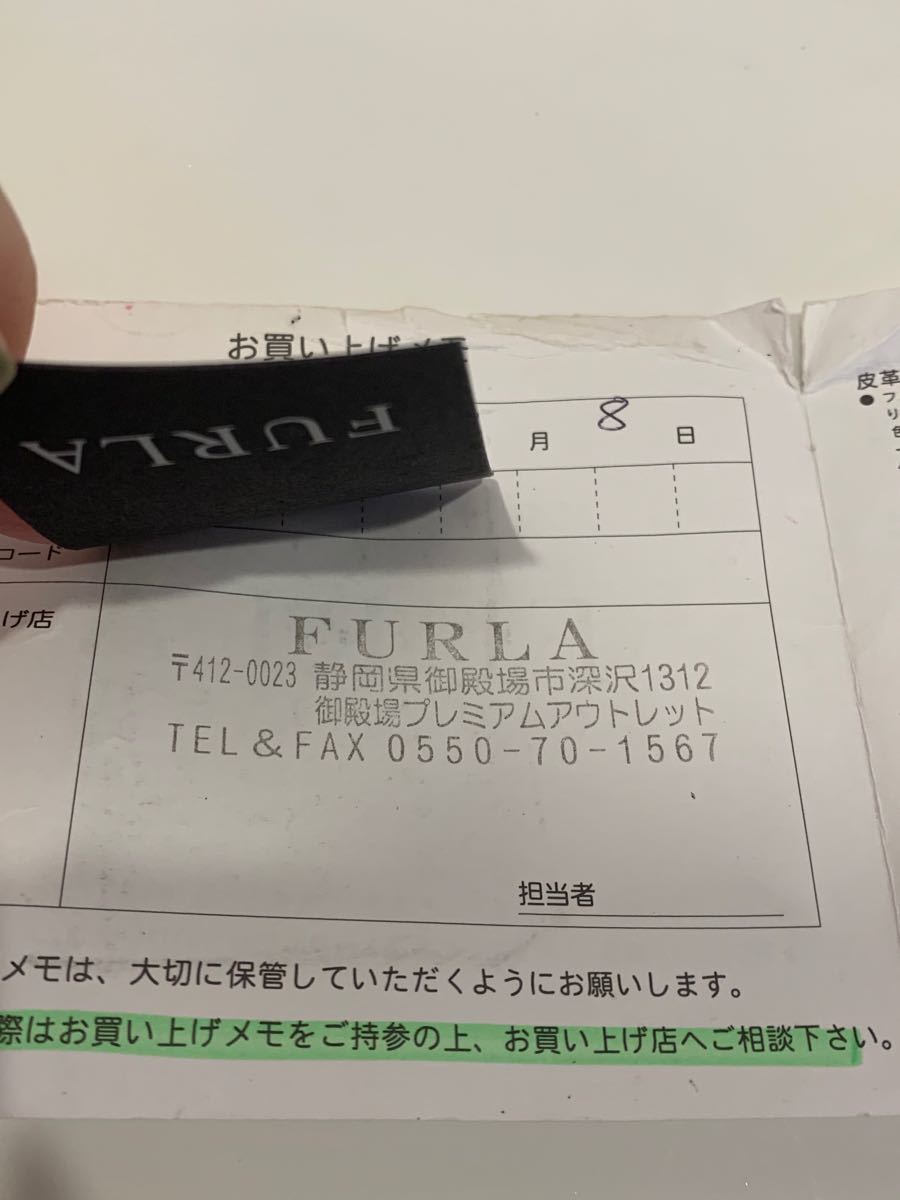 お買い上げメモ
FURLA
月 8 日
コード
げ店
FURLA
〒412-0023 静岡県御殿場市深沢1312
御殿場プレミアムアウトレット
TEL & FAX 0550-70-1567
担当者
メモは、大切に保管していただくようにお願いします。
際はお買い上げメモをご持参の上、お買い上げ店へご相談下さい。
皮革
● フ
り